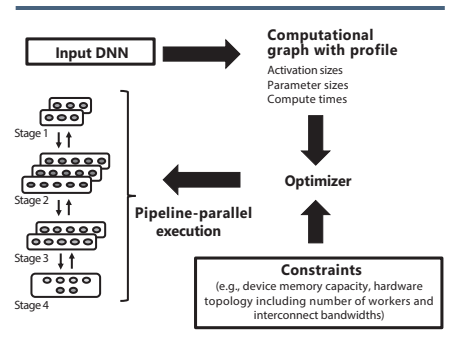 Input DNN
Computational
graph with profile
Activation sizes
Parameter sizes
Compute times
Stage 1
Stage 2
Stage 3
Stage 4
Pipeline-parallel
execution
Optimizer
Constraints
(e.g., device memory capacity, hardware
topology including number of workers and
interconnect bandwidths)